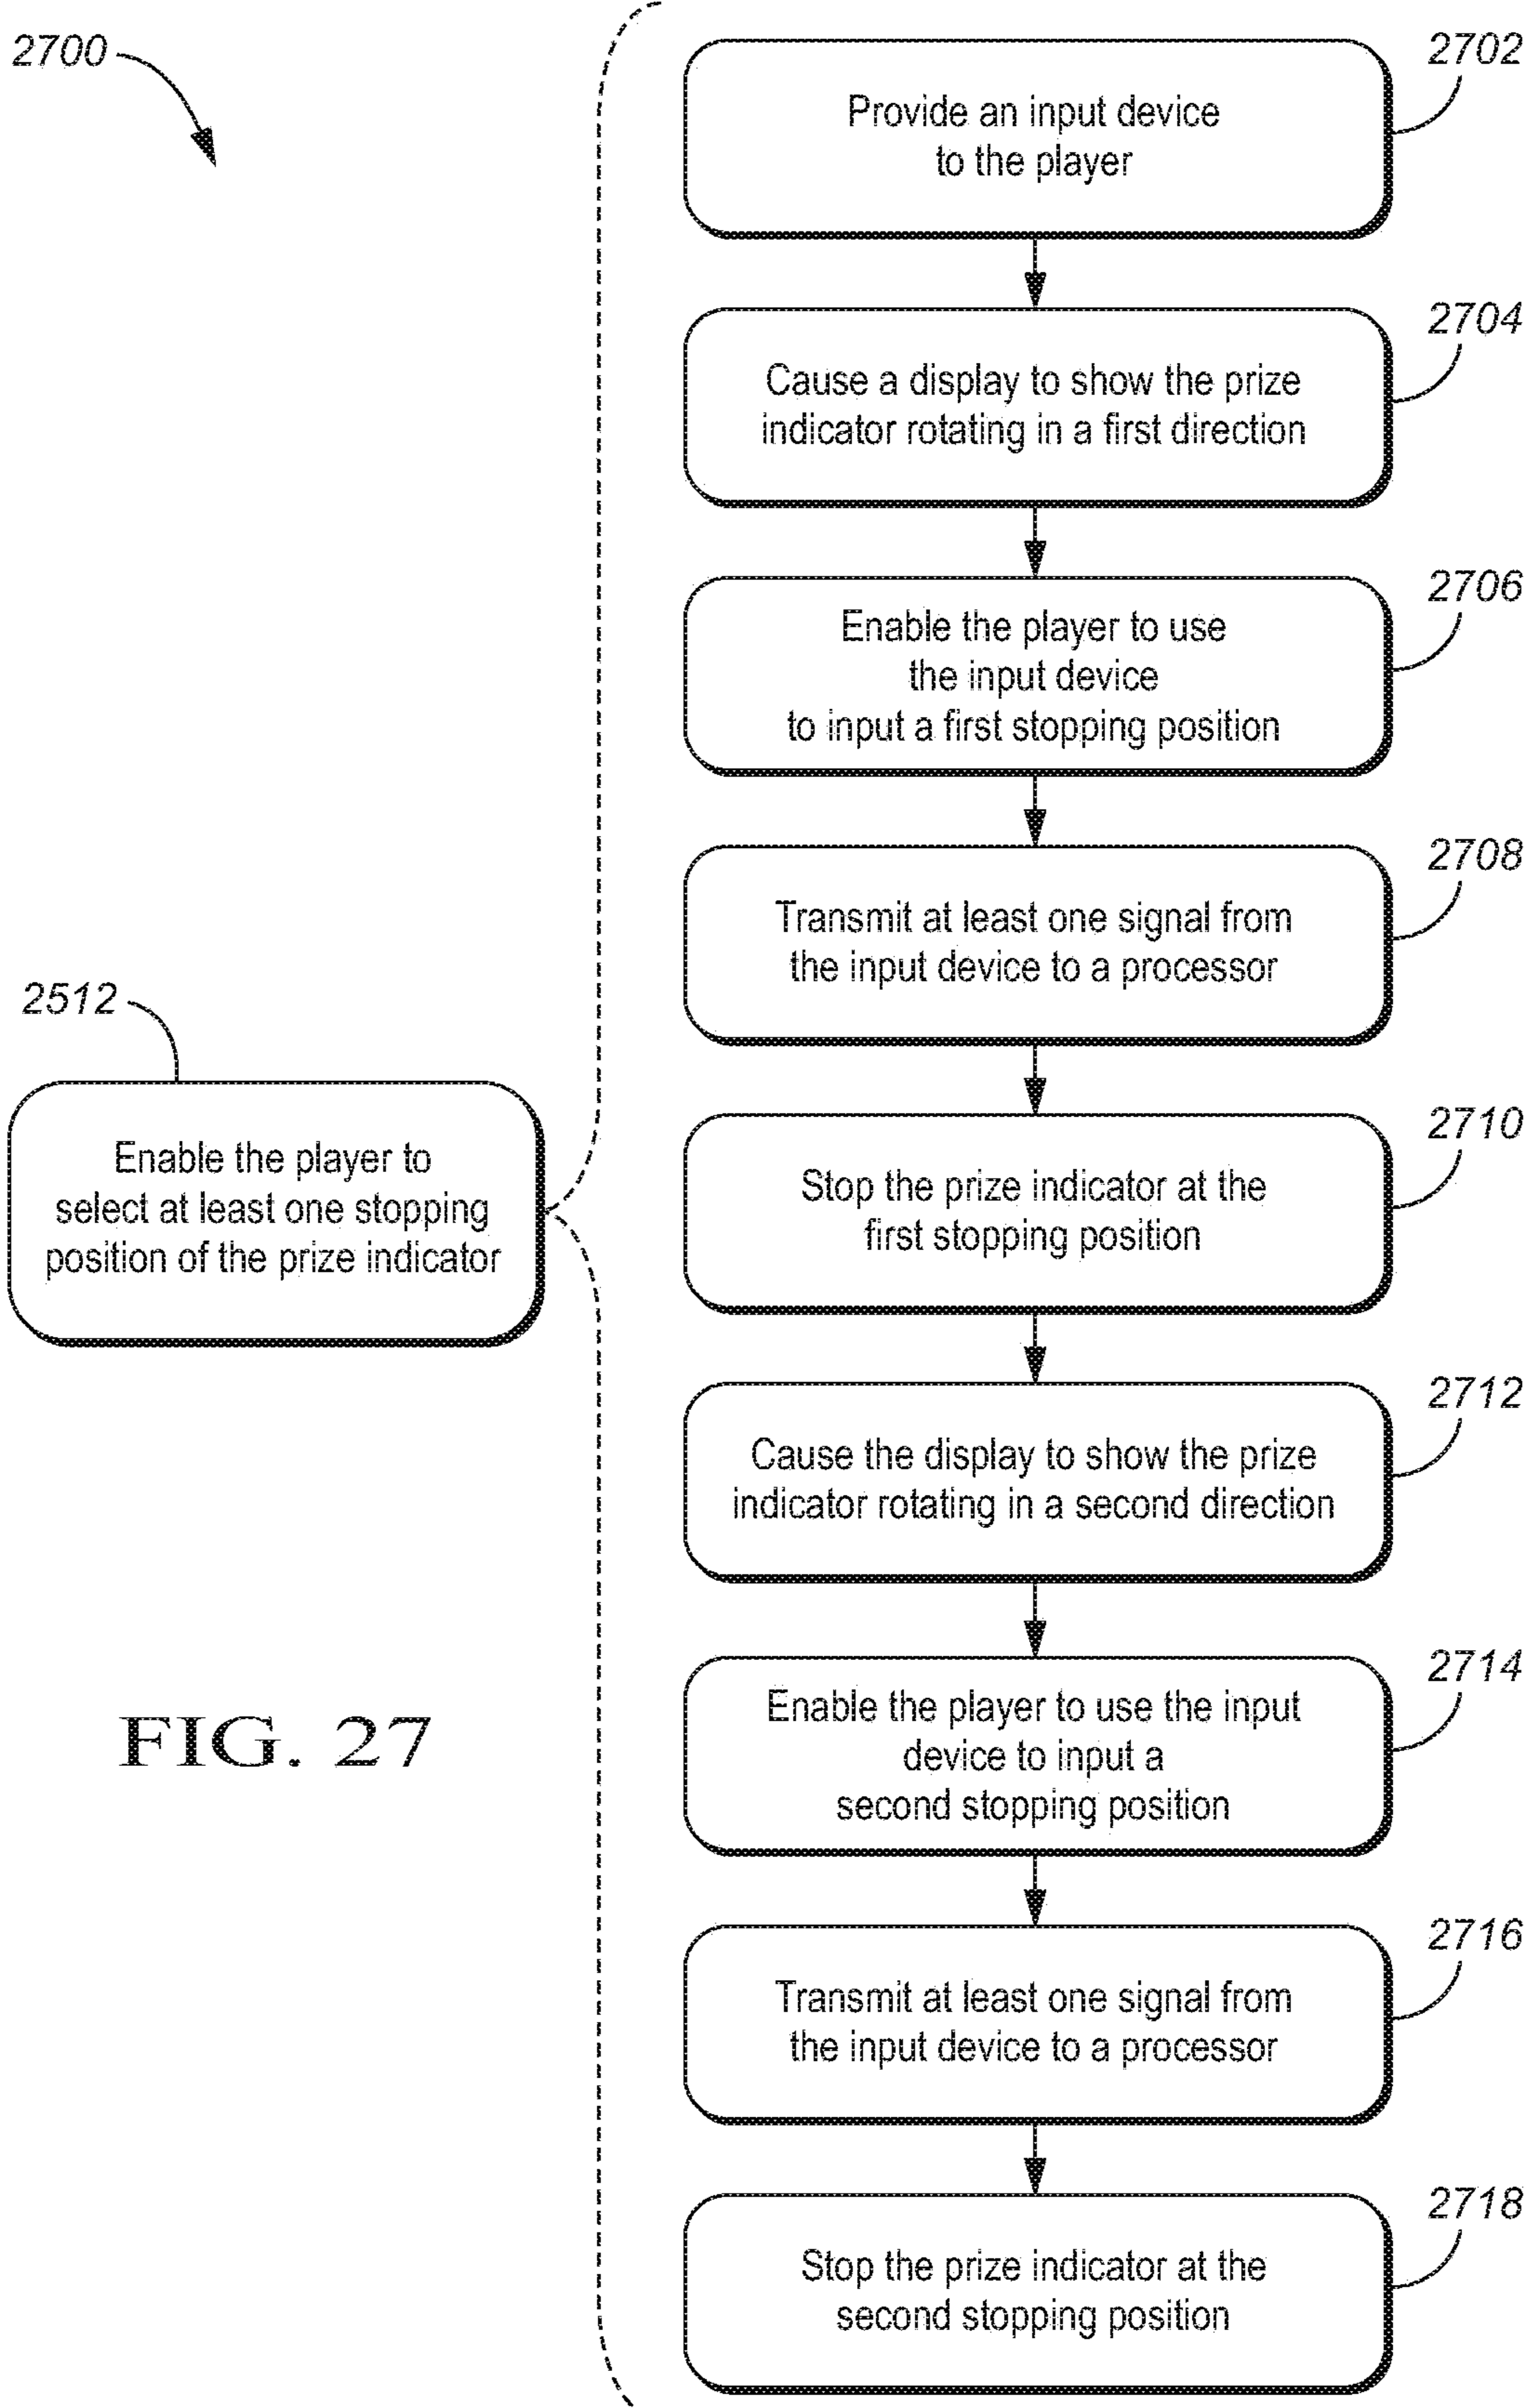 2700
2702
Provide an input device
to the player
2704
Cause a display to show the prize
indicator rotating in a first direction
2706
Enable the player to use
the input device
to input a first stopping position
2708
Transmit at least one signal from
the input device to a processor
2512
Enable the player to
select at least one stopping
position of the prize indicator
2710
Stop the prize indicator at the
first stopping position
2712
Cause the display to show the prize
indicator rotating in a second direction
2714
Enable the player to use the input
device to input a
second stopping position
FIG. 27
2716
Transmit at least one signal from
the input device to a processor
2718
Stop the prize indicator at the
second stopping position